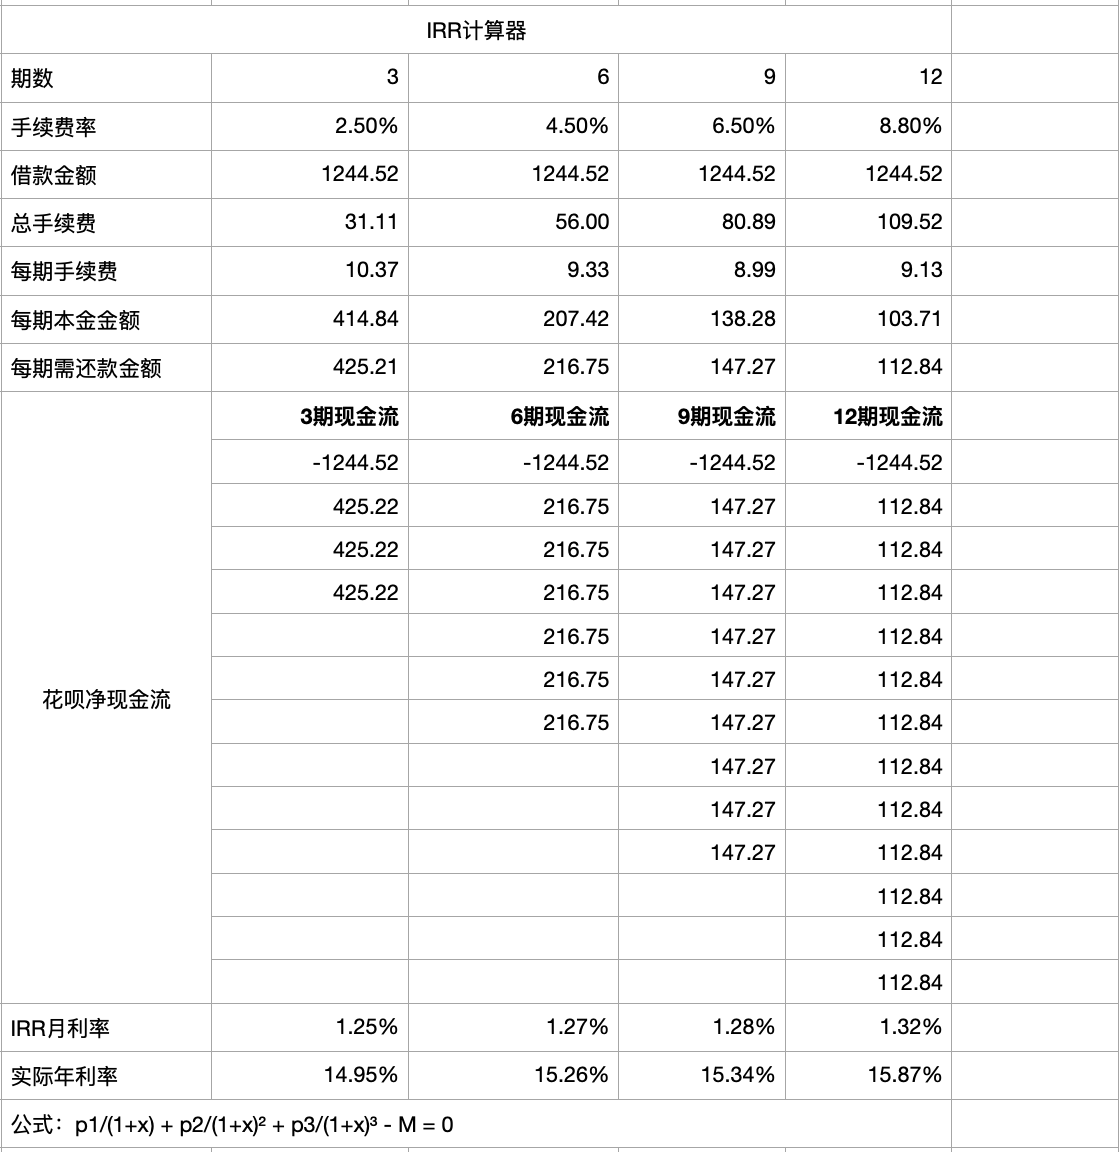 IRR计算器
期数 3 6 9 12
手续费率 2.50% 4.50% 6.50% 8.80%
借款金额 1244.52 1244.52 1244.52 1244.52
总手续费 31.11 56.00 80.89 109.52
每期手续费 10.37 9.33 8.99 9.13
每期本金金额 414.84 207.42 138.28 103.71
每期需还款金额 425.21 216.75 147.27 112.84
3期现金流 6期现金流 9期现金流 12期现金流
-1244.52 -1244.52 -1244.52 -1244.52
425.22 216.75 147.27 112.84
425.22 216.75 147.27 112.84
425.22 216.75 147.27 112.84
216.75 147.27 112.84
216.75 147.27 112.84
花呗净现金流
216.75 147.27 112.84
147.27 112.84
147.27 112.84
147.27 112.84
112.84
112.84
112.84
IRR月利率 1.25% 1.27% 1.28% 1.32%
实际年利率 14.95% 15.26% 15.34% 15.87%
公式：p1/(1+x) + p2/(1+x)² + p3/(1+x)³ - M = 0